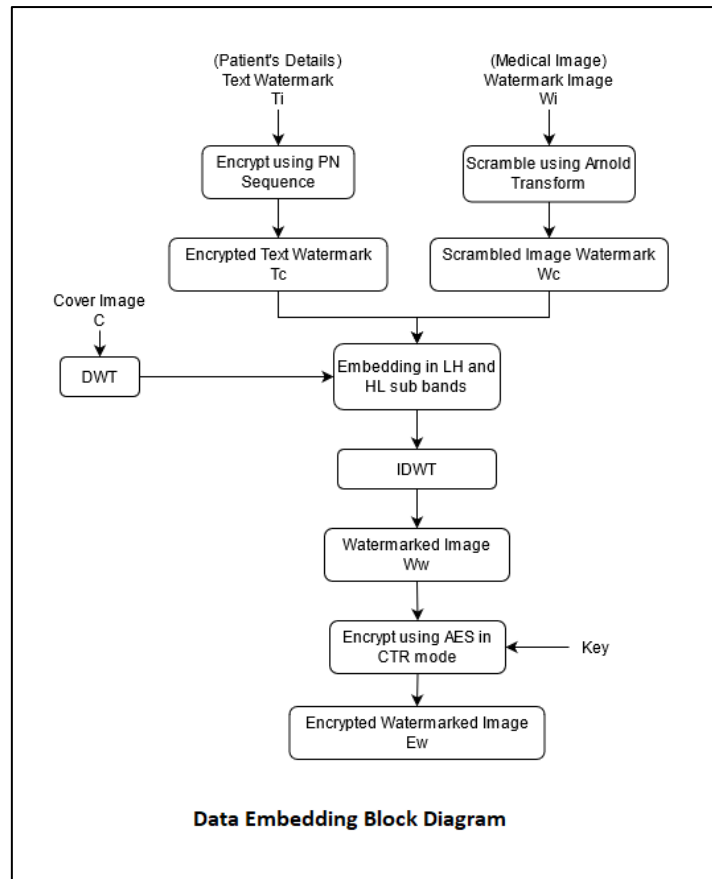 (Patient's Details)
Text Watermark
Ti
(Medical Image)
Watermark Image
Wi
Encrypt using PN
Sequence
Scramble using Arnold
Transform
Encrypted Text Watermark
Tc
Scrambled Image Watermark
Wc
Cover Image
C
DWT
Embedding in LH and
HL sub bands
IDWT
Watermarked Image
Ww
Encrypt using AES in
CTR mode
Key
Encrypted Watermarked Image
Ew
Data Embedding Block Diagram